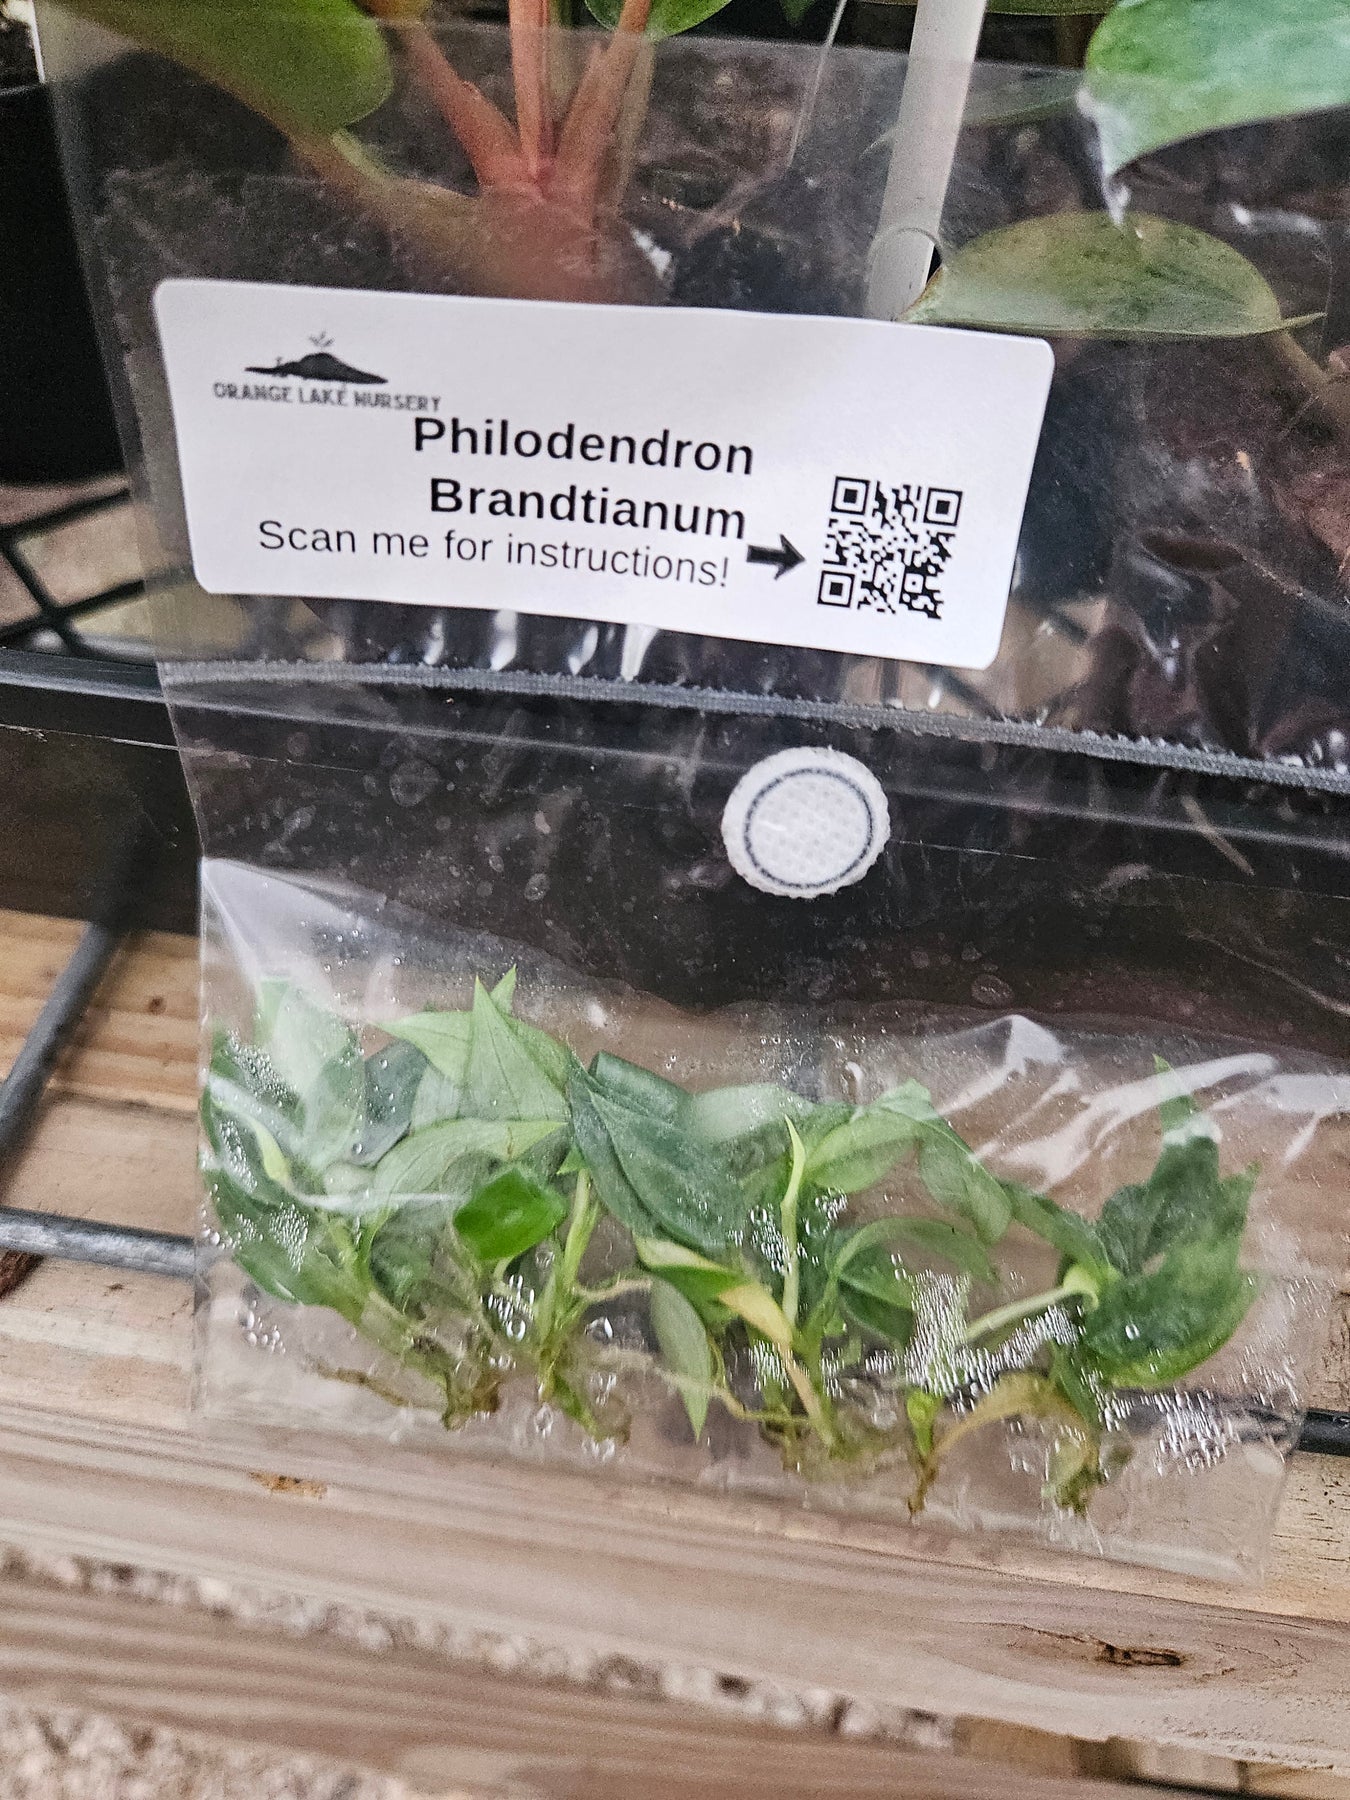 ORANGE LAKE NURSERY
Philodendron
Brandtianum
Scan me for instructions!